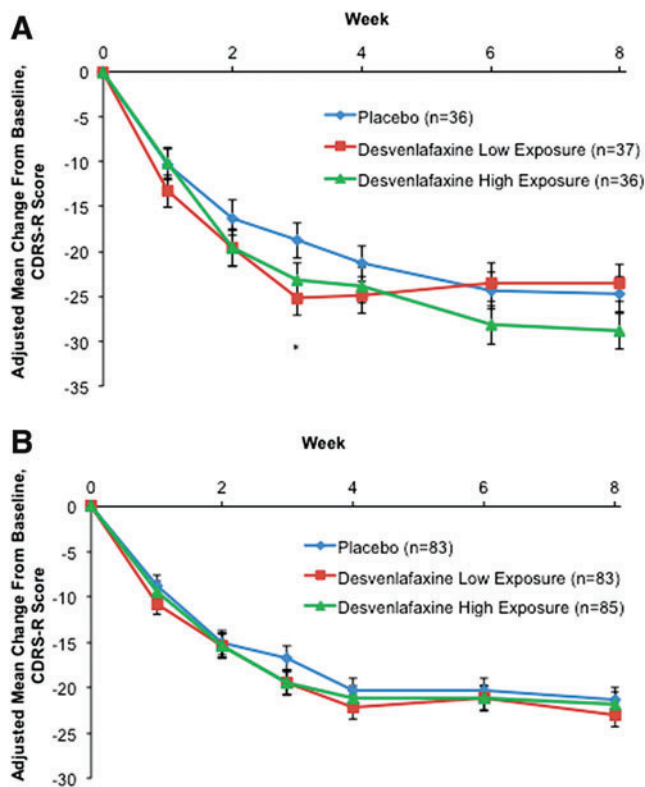 A
Week
0 2 4 6 8
0
-5
-10
-15
-20
-25
-30
-35
Adjusted Mean Change From Baseline,
CDRS-R Score
Placebo (n=36)
Desvenlafaxine Low Exposure (n=37)
Desvenlafaxine High Exposure (n=36)
*
B
Week
0 2 4 6 8
0
-5
-10
-15
-20
-25
-30
Adjusted Mean Change From Baseline,
CDRS-R Score
Placebo (n=83)
Desvenlafaxine Low Exposure (n=83)
Desvenlafaxine High Exposure (n=85)